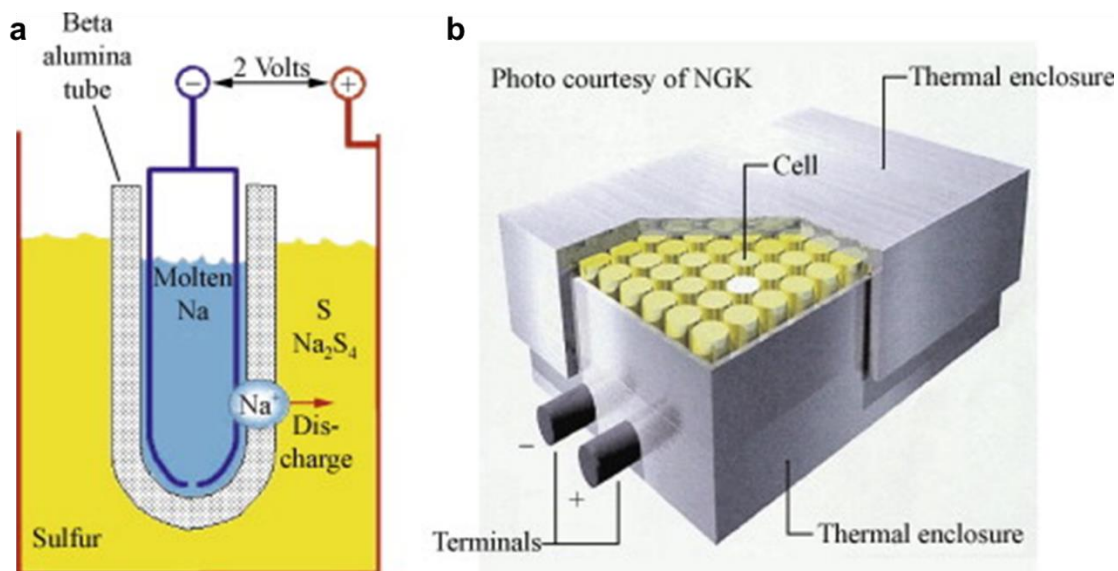 a
Beta
alumina
tube
−
2 Volts
+
Molten
Na
S
Na₂S₄
Na⁺
Dis-
charge
Sulfur
b
Photo courtesy of NGK
Thermal enclosure
Cell
−
+
Terminals
Thermal enclosure